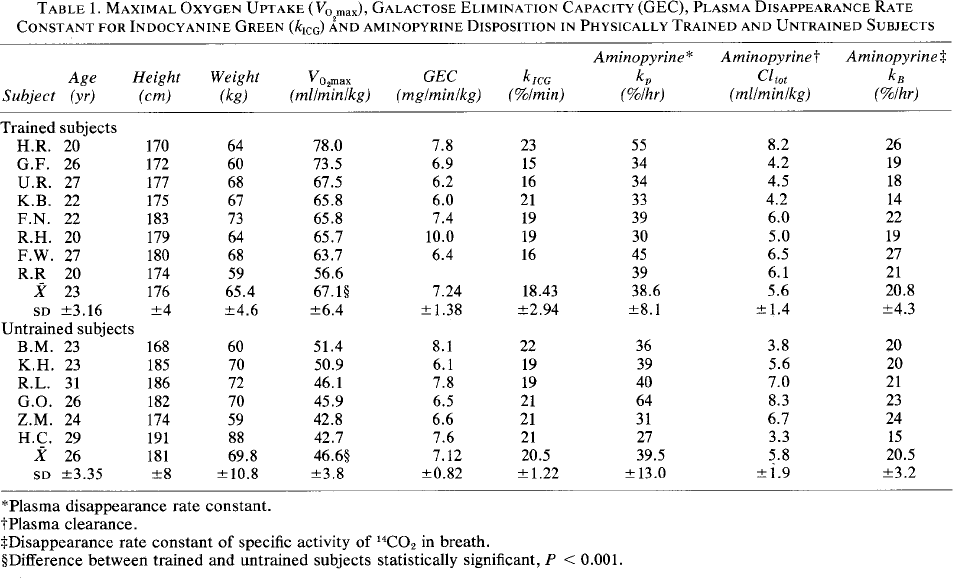 TABLE 1. MAXIMAL OXYGEN UPTAKE (V̇O₂max), GALACTOSE ELIMINATION CAPACITY (GEC), PLASMA DISAPPEARANCE RATE
CONSTANT FOR INDOCYANINE GREEN (kICG) AND AMINOPYRINE DISPOSITION IN PHYSICALLY TRAINED AND UNTRAINED SUBJECTS
Aminopyrine* Aminopyrine† Aminopyrine‡
Age Height Weight V̇O₂max GEC kICG kp Cltot kB
Subject (yr) (cm) (kg) (ml/min/kg) (mg/min/kg) (%/min) (%/hr) (ml/min/kg) (%/hr)
Trained subjects
H.R. 20 170 64 78.0 7.8 23 55 8.2 26
G.F. 26 172 60 73.5 6.9 15 34 4.2 19
U.R. 27 177 68 67.5 6.2 16 34 4.5 18
K.B. 22 175 67 65.8 6.0 21 33 4.2 14
F.N. 22 183 73 65.8 7.4 19 39 6.0 22
R.H. 20 179 64 65.7 10.0 19 30 5.0 19
F.W. 27 180 68 63.7 6.4 16 45 6.5 27
R.R 20 174 59 56.6 39 6.1 21
X̄ 23 176 65.4 67.1§ 7.24 18.43 38.6 5.6 20.8
SD ±3.16 ±4 ±4.6 ±6.4 ±1.38 ±2.94 ±8.1 ±1.4 ±4.3
Untrained subjects
B.M. 23 168 60 51.4 8.1 22 36 3.8 20
K.H. 23 185 70 50.9 6.1 19 39 5.6 20
R.L. 31 186 72 46.1 7.8 19 40 7.0 21
G.O. 26 182 70 45.9 6.5 21 64 8.3 23
Z.M. 24 174 59 42.8 6.6 21 31 6.7 24
H.C. 29 191 88 42.7 7.6 21 27 3.3 15
X̄ 26 181 69.8 46.6§ 7.12 20.5 39.5 5.8 20.5
SD ±3.35 ±8 ±10.8 ±3.8 ±0.82 ±1.22 ±13.0 ±1.9 ±3.2
*Plasma disappearance rate constant.
†Plasma clearance.
‡Disappearance rate constant of specific activity of ¹⁴CO₂ in breath.
§Difference between trained and untrained subjects statistically significant, P < 0.001.